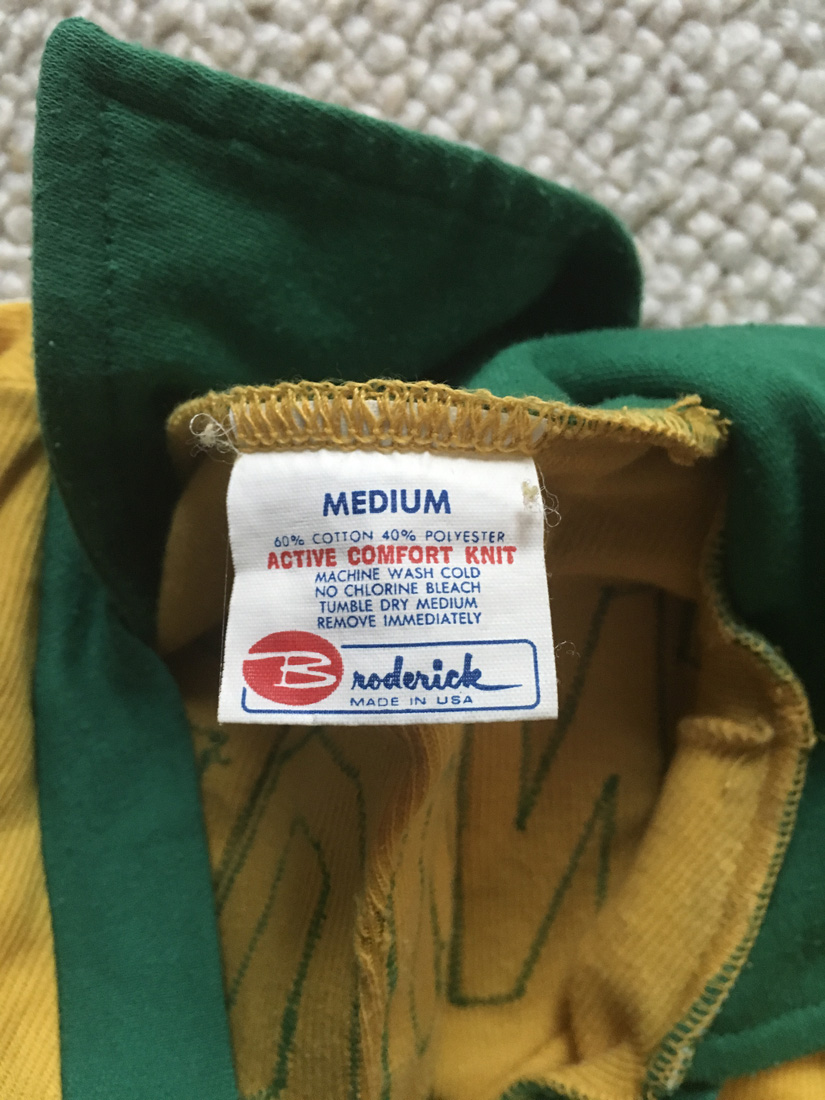 MEDIUM
60% COTTON 40% POLYESTER
ACTIVE COMFORT KNIT
MACHINE WASH COLD
NO CHLORINE BLEACH
TUMBLE DRY MEDIUM
REMOVE IMMEDIATELY
Broderick
MADE IN USA